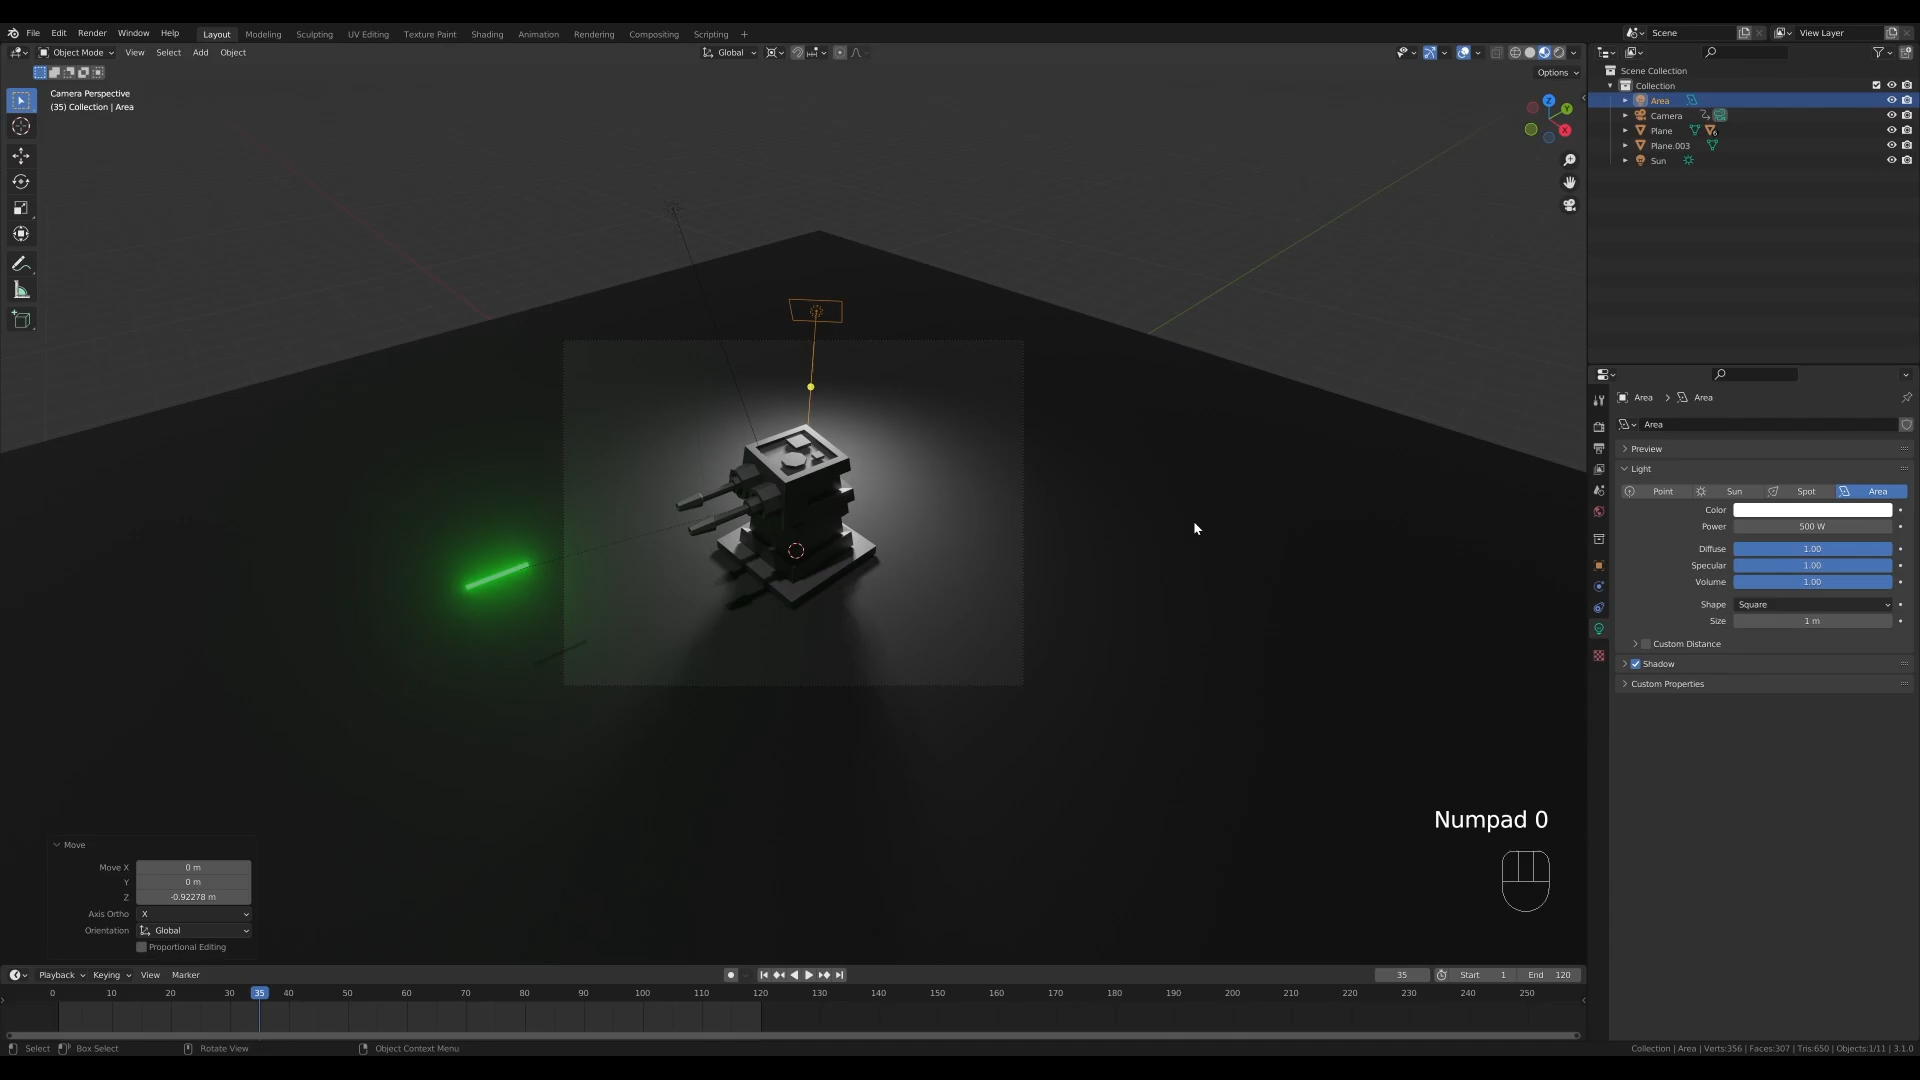 File Edit Render Window Help Layout Modeling Sculpting UV Editing Texture Paint Shading Animation Rendering Compositing Scripting + Scene View Layer
Object Mode View Select Add Object Global
Options
Camera Perspective
(35) Collection | Area
Z
Y
X
Scene Collection
Collection
Area
Camera
Plane 6
Plane.003
Sun
Area > Area
Area
Preview
Light
Point Sun Spot Area
Color
Power 500 W
Diffuse 1.00
Specular 1.00
Volume 1.00
Shape Square
Size 1 m
Custom Distance
Shadow
Custom Properties
Numpad 0
Move
Move X 0 m
Y 0 m
Z -0.92278 m
Axis Ortho X
Orientation Global
Proportional Editing
Playback Keying View Marker 35 Start 1 End 120
0 10 20 30 35 40 50 60 70 80 90 100 110 120 130 140 150 160 170 180 190 200 210 220 230 240 250
Select Box Select Rotate View Object Context Menu Collection | Area | Verts:356 | Faces:307 | Tris:650 | Objects:1/11 | 3.1.0